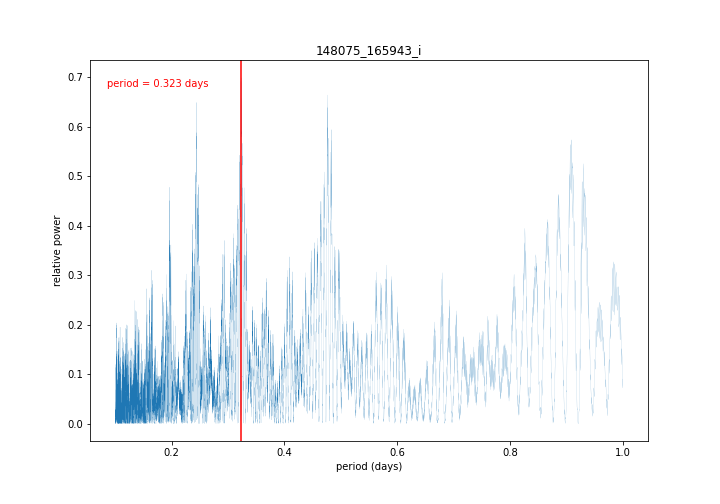 148075_165943_i
period = 0.323 days
relative power
0.7
0.6
0.5
0.4
0.3
0.2
0.1
0.0
0.2 0.4 0.6 0.8 1.0
period (days)